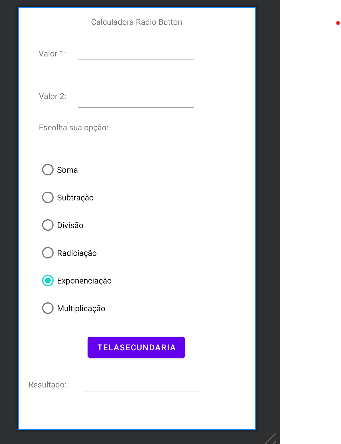 Calculadora Radio Button
Valor 1:
Valor 2:
Escolha sua opção:
Soma
Subtração
Divisão
Radiciação
Exponenciação
Multiplicação
TELASECUNDARIA
Resultado: